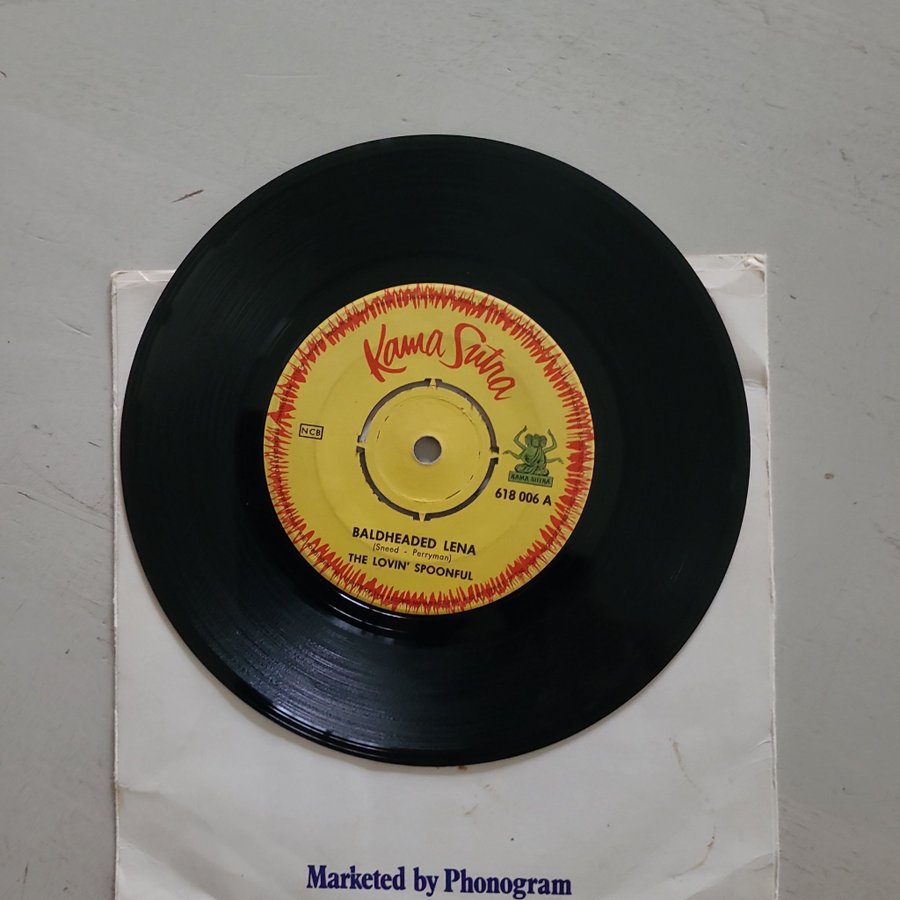 Kama Sutra
NCB
KAMA SUTRA
618 006 A
BALDHEADED LENA
(Sneed - Perryman)
THE LOVIN' SPOONFUL
Marketed by Phonogram